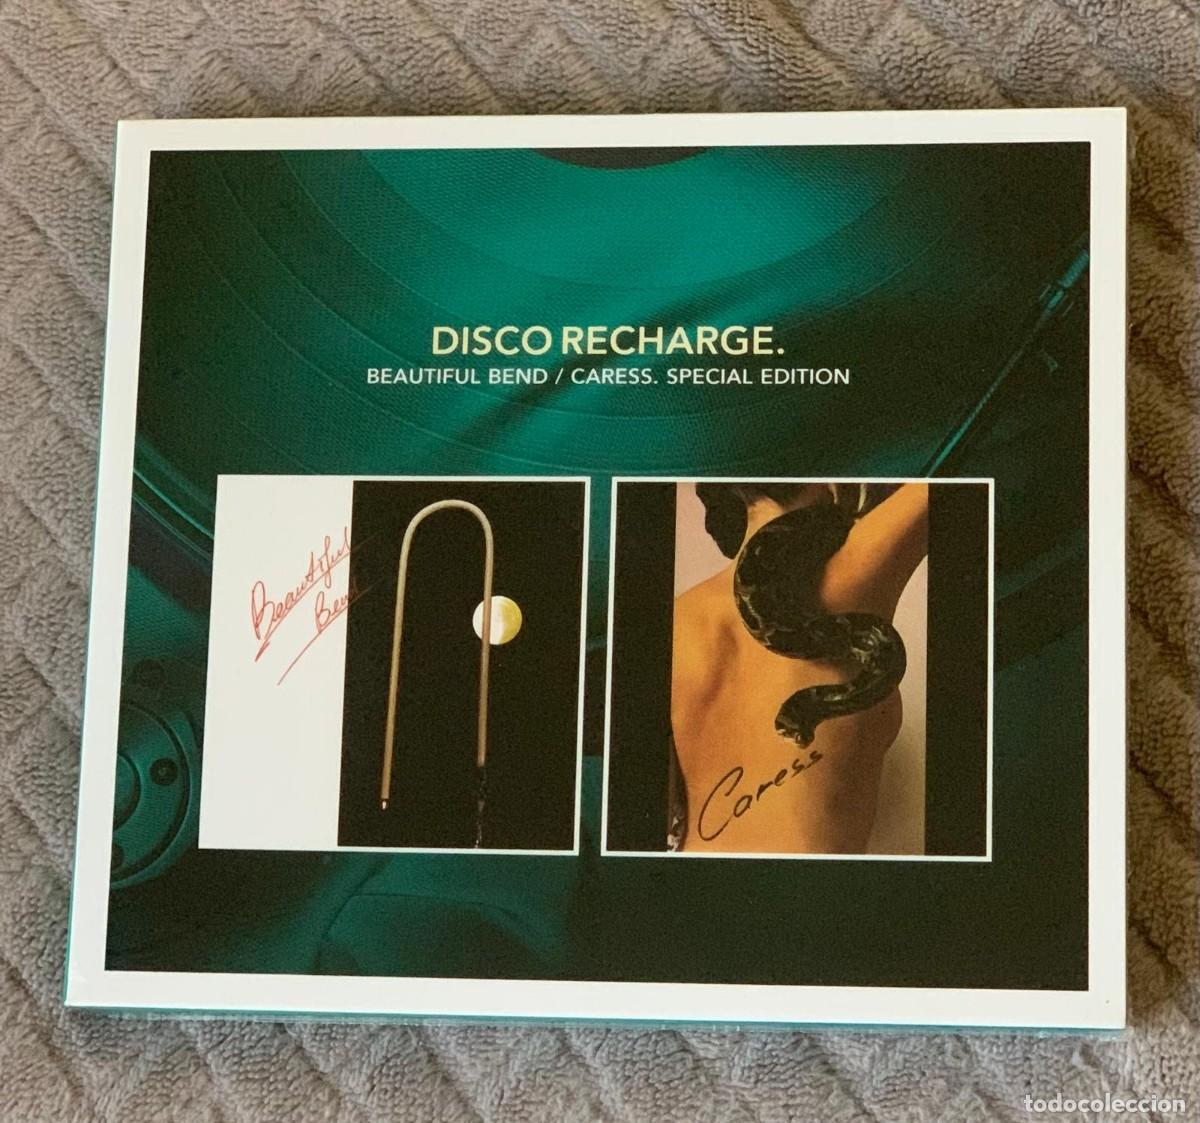 DISCO RECHARGE.
BEAUTIFUL BEND / CARESS. SPECIAL EDITION
Beautiful
Bend
Caress
todocoleccion